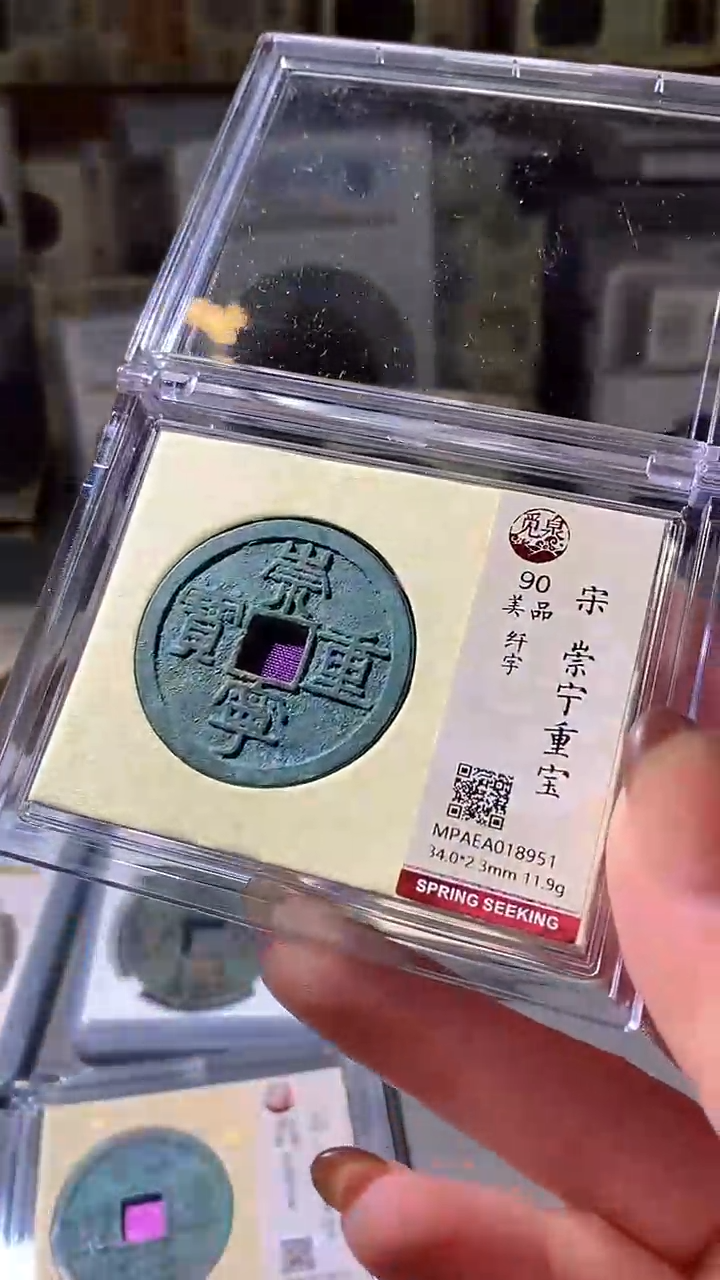 崇
重
寧
寳
覓泉
90
美品
纤字
宋 崇宁重宝
MPAEA018951
34.0*2.3mm 11.9g
SPRING SEEKING